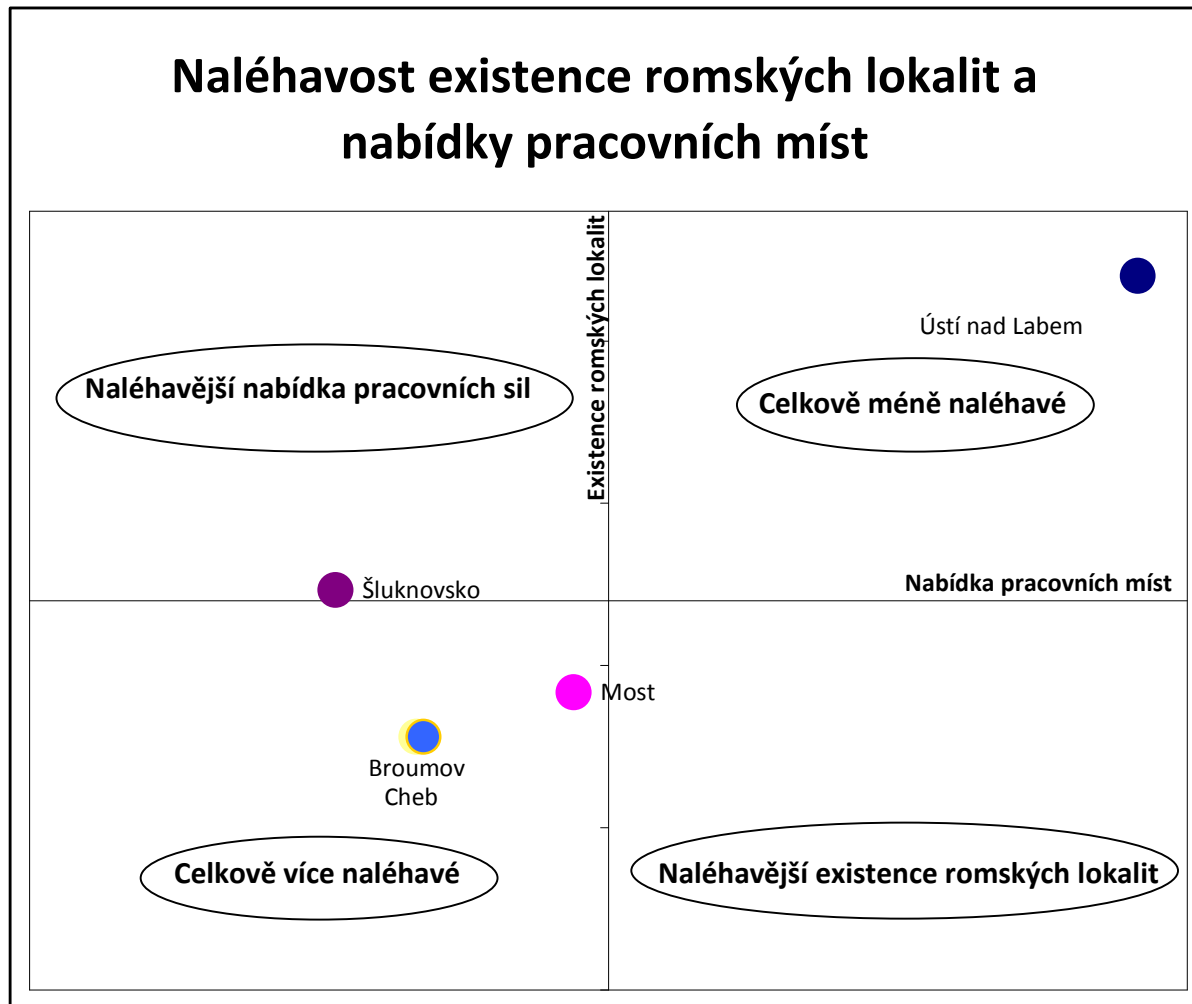 Naléhavost existence romských lokalit a
nabídky pracovních míst
Existence romských lokalit
Ústí nad Labem
Naléhavější nabídka pracovních sil
Celkově méně naléhavé
Nabídka pracovních míst
Šluknovsko
Most
Broumov
Cheb
Celkově více naléhavé
Naléhavější existence romských lokalit